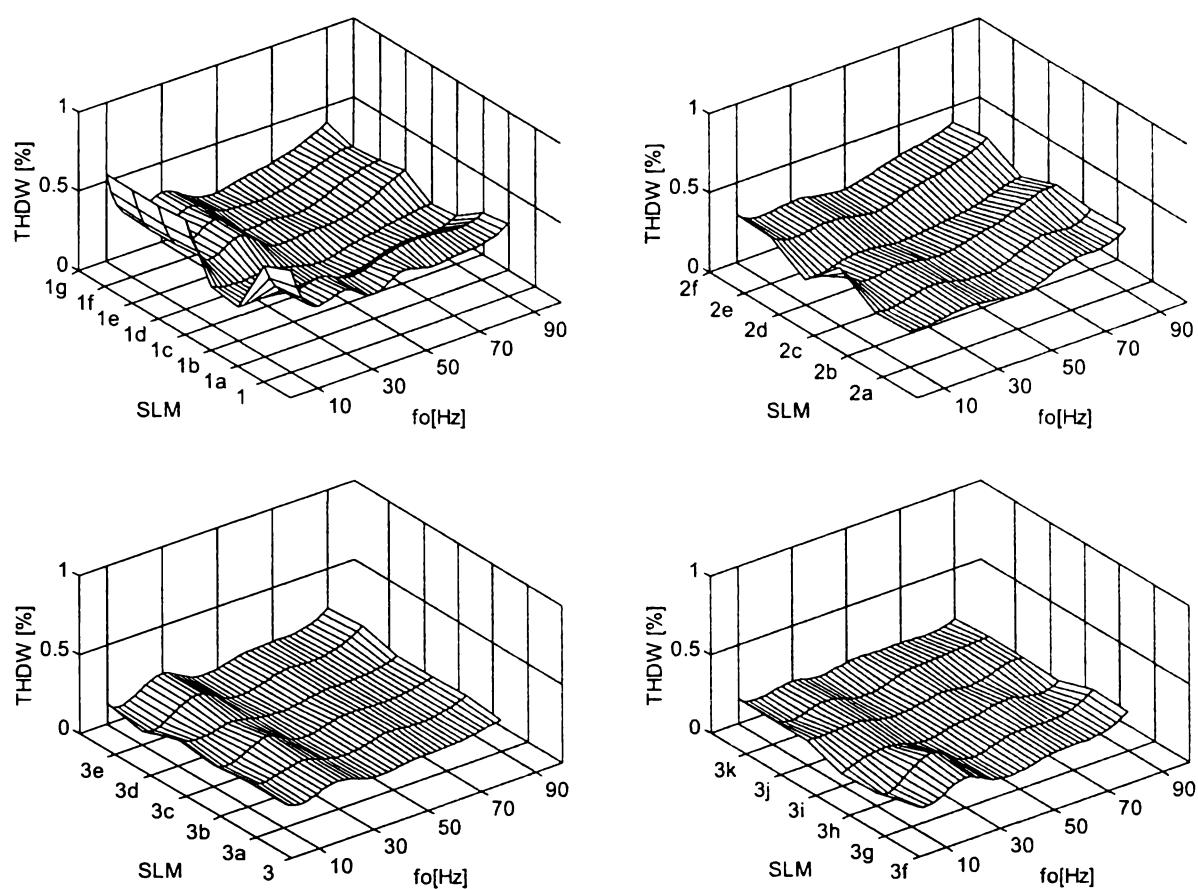 1
THDW [%]
0.5
0
1g
1f
1e
1d
1c
1b
1a
1
SLM
10
30
50
70
90
fo[Hz]
1
THDW [%]
0.5
0
2f
2e
2d
2c
2b
2a
SLM
10
30
50
70
90
fo[Hz]
1
THDW [%]
0.5
0
3e
3d
3c
3b
3a
3
SLM
10
30
50
70
90
fo[Hz]
1
THDW [%]
0.5
0
3k
3j
3i
3h
3g
3f
SLM
10
30
50
70
90
fo[Hz]